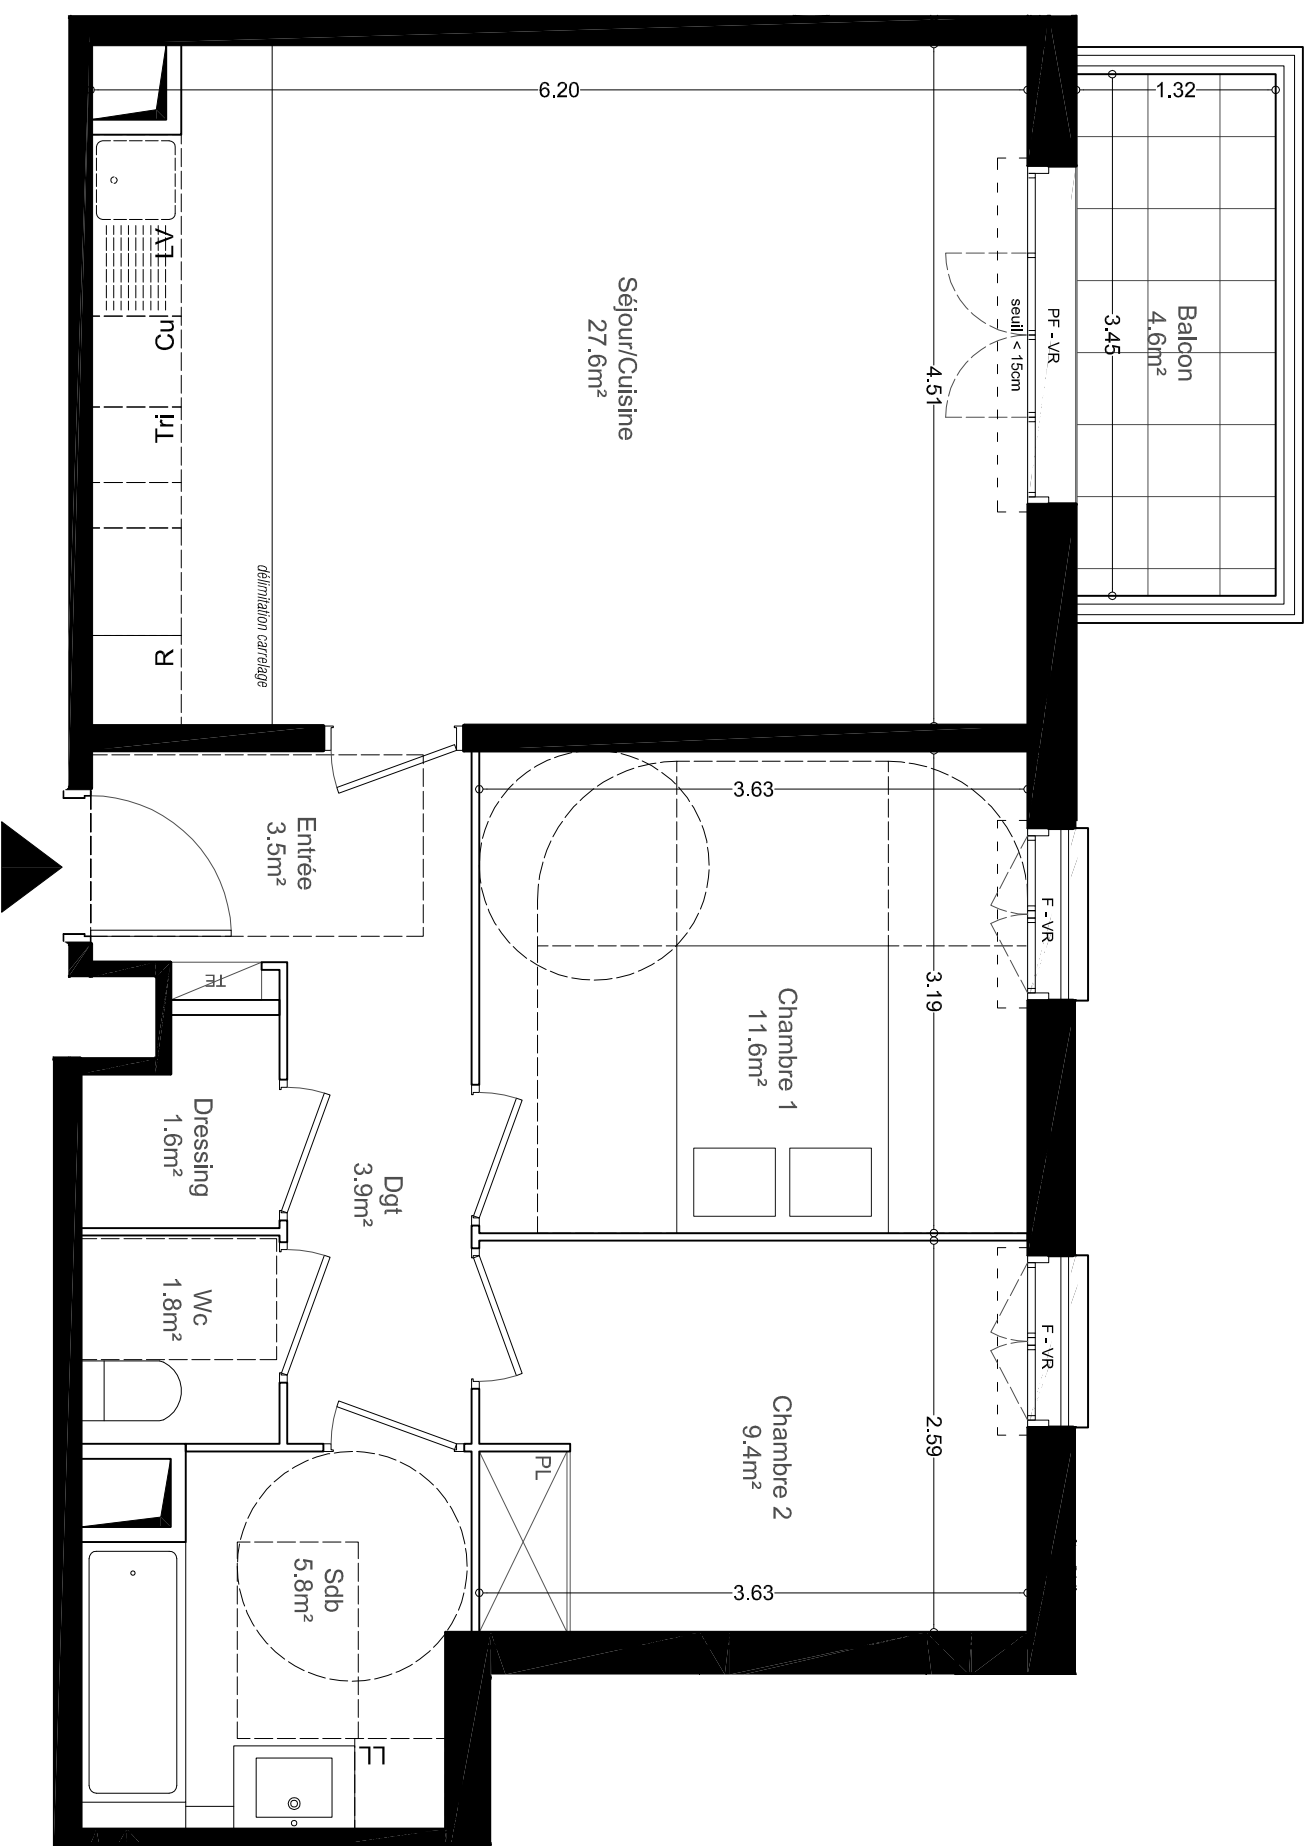 6.20
1.32
LV
Cu
Tri
R
Séjour/Cuisine
27.6m²
délimitation carrelage
4.51
seuil < 15cm
PF - VR
3.45
Balcon
4.6m²
Entrée
3.5m²
TE
3.63
Chambre 1
11.6m²
3.19
F - VR
Dressing
1.6m²
Dgt
3.9m²
Wc
1.8m²
Chambre 2
9.4m²
2.59
F - VR
PL
3.63
Sdb
5.8m²
LL